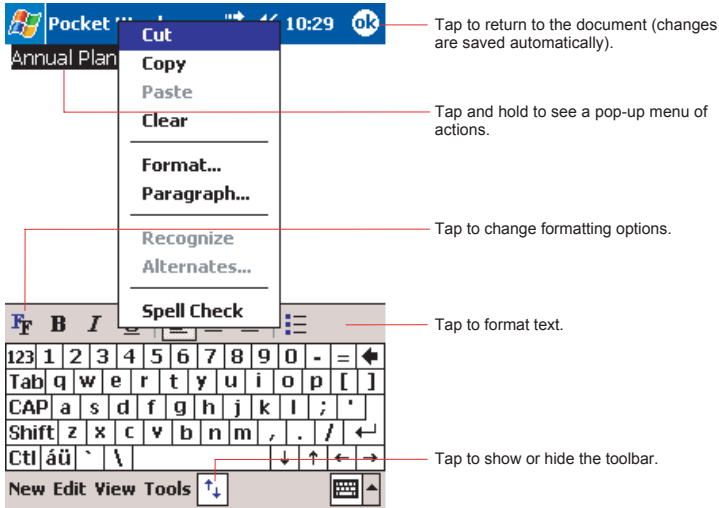 Pocket 10:29 ok
Annual Plan
Cut
Copy
Paste
Clear
Format...
Paragraph...
Recognize
Alternates...
Spell Check
FF B I U
123 1 2 3 4 5 6 7 8 9 0 - =
Tab q w e r t y u i o p [ ]
CAP a s d f g h j k l ; '
Shift z x c v b n m , . /
Ctl áü ` \ ↓ ↑ ← →
New Edit View Tools
Tap to return to the document (changes
are saved automatically).
Tap and hold to see a pop-up menu of
actions.
Tap to change formatting options.
Tap to format text.
Tap to show or hide the toolbar.